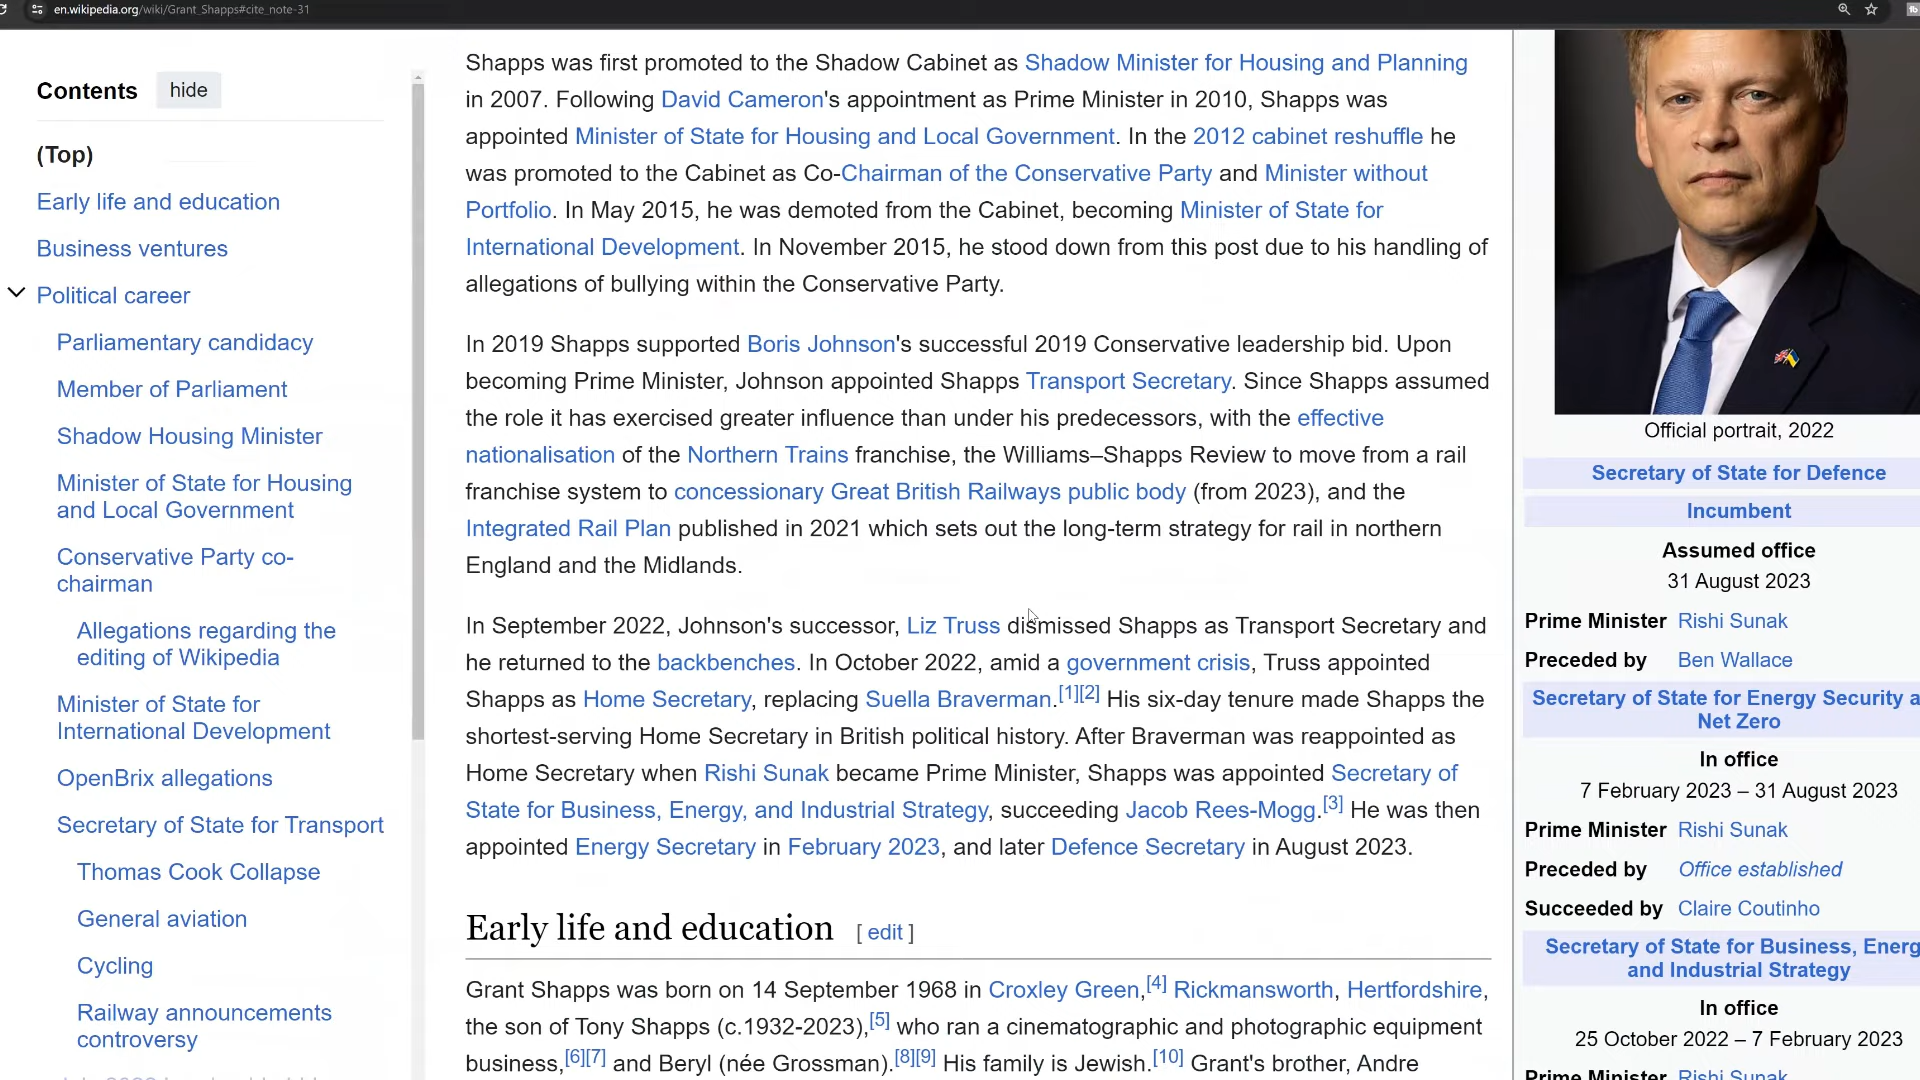 en.wikipedia.org/wiki/Grant_Shapps#cite_note-31
Contents hide
(Top)
Early life and education
Business ventures
Political career
Parliamentary candidacy
Member of Parliament
Shadow Housing Minister
Minister of State for Housing
and Local Government
Conservative Party co-
chairman
Allegations regarding the
editing of Wikipedia
Minister of State for
International Development
OpenBrix allegations
Secretary of State for Transport
Thomas Cook Collapse
General aviation
Cycling
Railway announcements
controversy
Shapps was first promoted to the Shadow Cabinet as Shadow Minister for Housing and Planning
in 2007. Following David Cameron's appointment as Prime Minister in 2010, Shapps was
appointed Minister of State for Housing and Local Government. In the 2012 cabinet reshuffle he
was promoted to the Cabinet as Co-Chairman of the Conservative Party and Minister without
Portfolio. In May 2015, he was demoted from the Cabinet, becoming Minister of State for
International Development. In November 2015, he stood down from this post due to his handling of
allegations of bullying within the Conservative Party.
In 2019 Shapps supported Boris Johnson's successful 2019 Conservative leadership bid. Upon
becoming Prime Minister, Johnson appointed Shapps Transport Secretary. Since Shapps assumed
the role it has exercised greater influence than under his predecessors, with the effective
nationalisation of the Northern Trains franchise, the Williams–Shapps Review to move from a rail
franchise system to concessionary Great British Railways public body (from 2023), and the
Integrated Rail Plan published in 2021 which sets out the long-term strategy for rail in northern
England and the Midlands.
In September 2022, Johnson's successor, Liz Truss dismissed Shapps as Transport Secretary and
he returned to the backbenches. In October 2022, amid a government crisis, Truss appointed
Shapps as Home Secretary, replacing Suella Braverman.[1][2] His six-day tenure made Shapps the
shortest-serving Home Secretary in British political history. After Braverman was reappointed as
Home Secretary when Rishi Sunak became Prime Minister, Shapps was appointed Secretary of
State for Business, Energy, and Industrial Strategy, succeeding Jacob Rees-Mogg.[3] He was then
appointed Energy Secretary in February 2023, and later Defence Secretary in August 2023.
Early life and education [ edit ]
Grant Shapps was born on 14 September 1968 in Croxley Green,[4] Rickmansworth, Hertfordshire,
the son of Tony Shapps (c.1932-2023),[5] who ran a cinematographic and photographic equipment
business,[6][7] and Beryl (née Grossman).[8][9] His family is Jewish.[10] Grant's brother, Andre
Official portrait, 2022
Secretary of State for Defence
Incumbent
Assumed office
31 August 2023
Prime Minister Rishi Sunak
Preceded by Ben Wallace
Secretary of State for Energy Security a
Net Zero
In office
7 February 2023 – 31 August 2023
Prime Minister Rishi Sunak
Preceded by Office established
Succeeded by Claire Coutinho
Secretary of State for Business, Energ
and Industrial Strategy
In office
25 October 2022 – 7 February 2023
Prime Minister Rishi Sunak